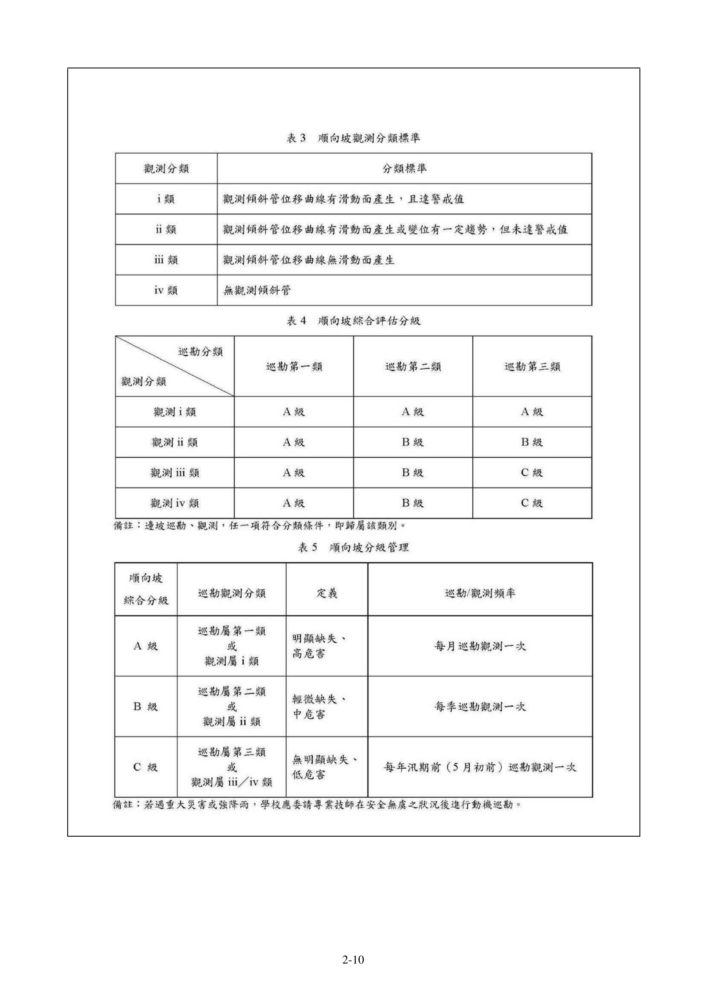 表 3　順向坡觀測分類標準
觀測分類　分類標準
i 類　觀測傾斜管位移曲線有滑動面產生，且達警戒值
ii 類　觀測傾斜管位移曲線有滑動面產生或變位有一定趨勢，但未達警戒值
iii 類　觀測傾斜管位移曲線無滑動面產生
iv 類　無觀測傾斜管
表 4　順向坡綜合評估分級
巡勘分類
觀測分類
巡勘第一類　巡勘第二類　巡勘第三類
觀測 i 類　A 級　A 級　A 級
觀測 ii 類　A 級　B 級　B 級
觀測 iii 類　A 級　B 級　C 級
觀測 iv 類　A 級　B 級　C 級
備註：邊坡巡勘、觀測，任一項符合分類條件，即歸屬該類別。
表 5　順向坡分級管理
順向坡
綜合分級
巡勘觀測分類　定義　巡勘/觀測頻率
A 級
巡勘屬第一類
或
觀測屬 i 類
明顯缺失、
高危害
每月巡勘觀測一次
B 級
巡勘屬第二類
或
觀測屬 ii 類
輕微缺失、
中危害
每季巡勘觀測一次
C 級
巡勘屬第三類
或
觀測屬 iii／iv 類
無明顯缺失、
低危害
每年汛期前（5 月初前）巡勘觀測一次
備註：若遇重大災害或強降雨，學校應委請專業技師在安全無虞之狀況後進行動機巡勘。
2-10